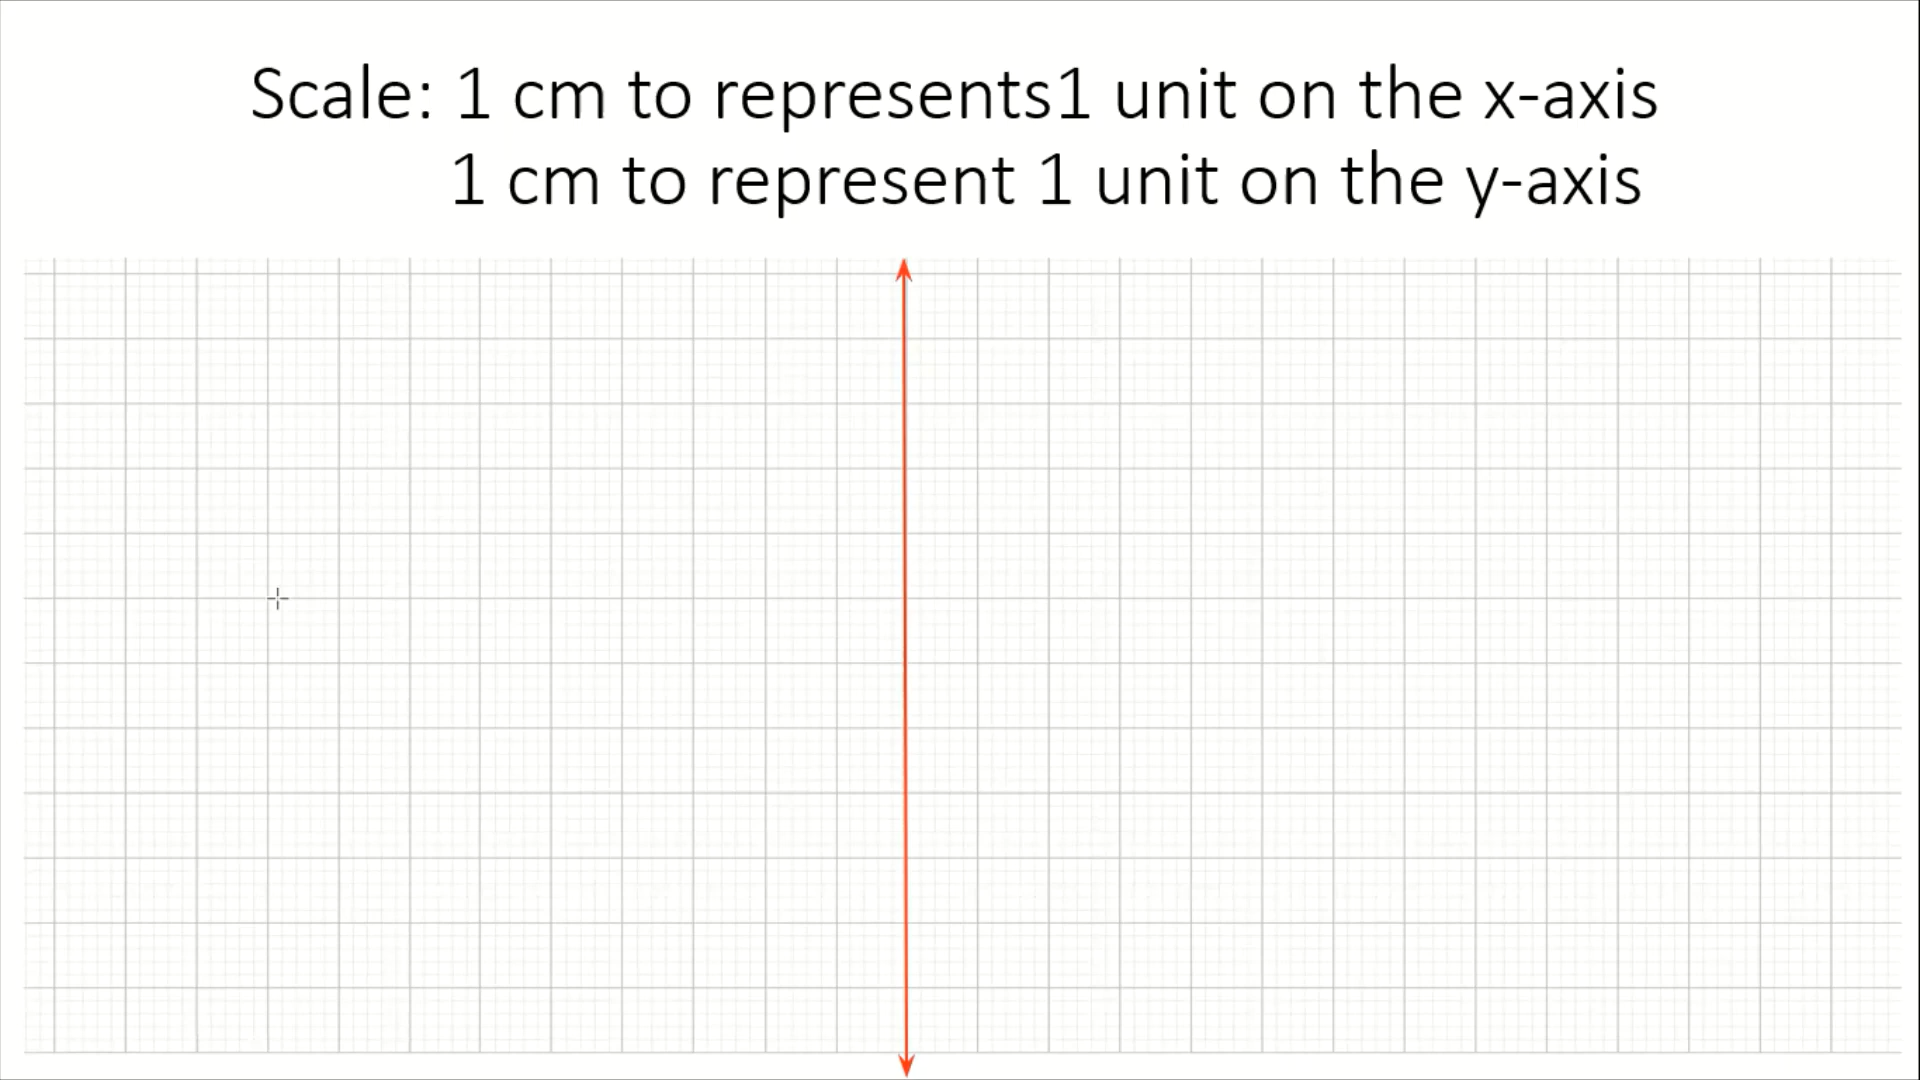 Scale: 1 cm to represents1 unit on the x-axis
1 cm to represent 1 unit on the y-axis